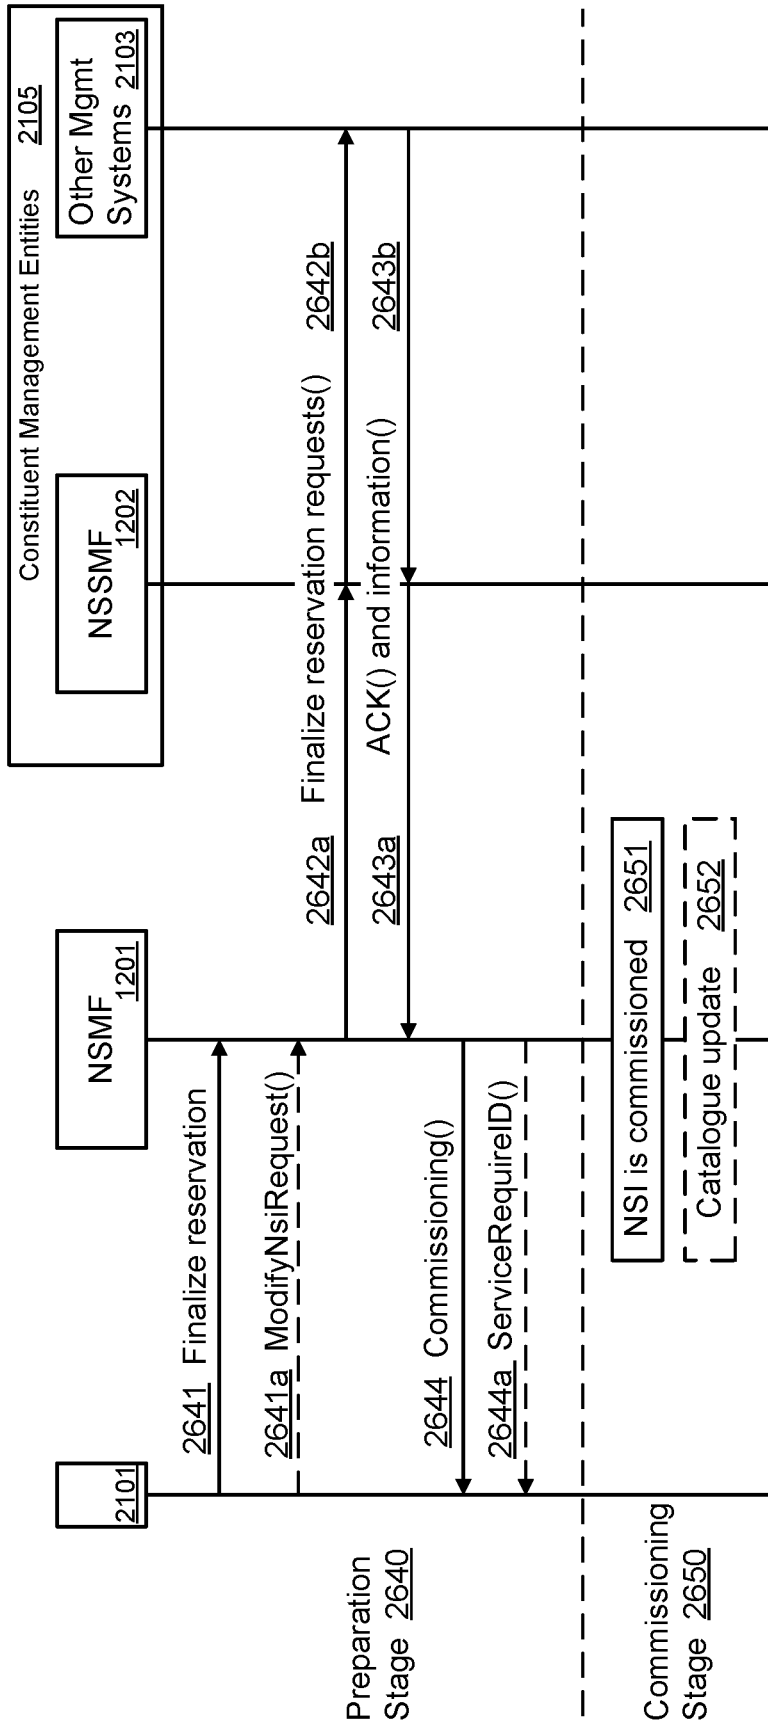 Constituent Management Entities 2105
2101
NSMF
1201
NSSMF
1202
Other Mgmt
Systems 2103
2641 Finalize reservation
2641a ModifyNsiRequest()
2642a Finalize reservation requests() 2642b
2643a ACK() and information() 2643b
2644 Commissioning()
2644a ServiceRequireID()
Preparation
Stage 2640
NSI is commissioned 2651
Catalogue update 2652
Commissioning
Stage 2650